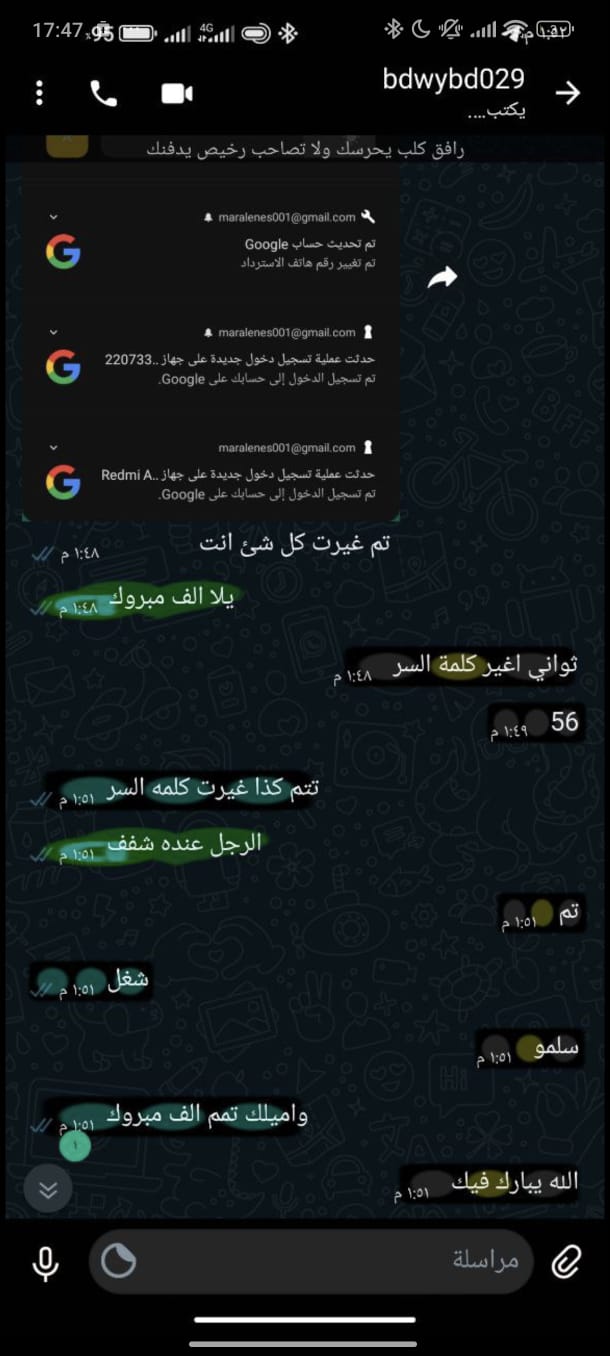 17:47
95
4G
١:٥٢ م
bdwybd029
يكتب...
رافق كلب يحرسك ولا تصاحب رخيص يدفنك
maralenes001@gmail.com
تم تحديث حساب Google
تم تغيير رقم هاتف الاسترداد
maralenes001@gmail.com
حدثت عملية تسجيل دخول جديدة على جهاز ..220733
تم تسجيل الدخول إلى حسابك على Google.
maralenes001@gmail.com
حدثت عملية تسجيل دخول جديدة على جهاز ..Redmi A
تم تسجيل الدخول إلى حسابك على Google.
تم غيرت كل شئ انت
١:٤٨ م
يلا الف مبروك
١:٤٨ م
ثواني اغير كلمة السر
١:٤٨ م
56
١:٤٩ م
تتم كذا غيرت كلمه السر
١:٥١ م
الرجل عنده شفف
١:٥١ م
تم
١:٥١ م
شغل
١:٥١ م
سلمو
١:٥١ م
واميلك تمم الف مبروك
١:٥١ م
١
الله يبارك فيك
١:٥١ م
مراسلة